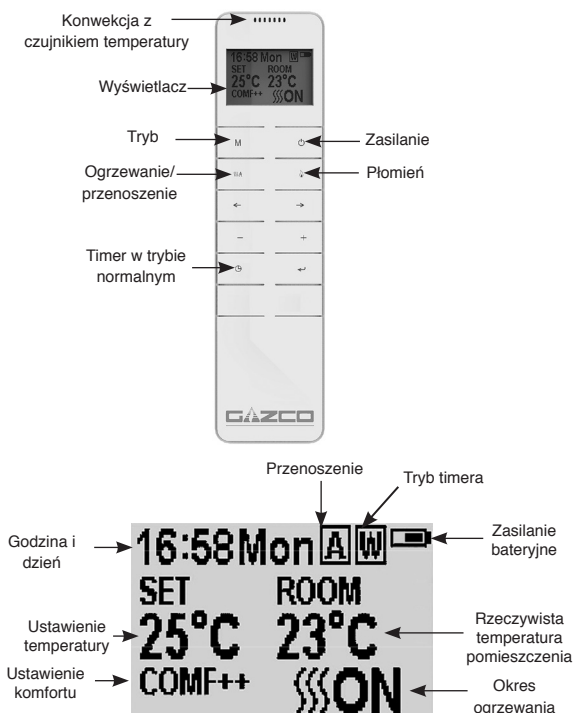 Konwekcja z
czujnikiem temperatury
16:58 Mon W
SET ROOM
25°C 23°C
COMF++ ON
Wyświetlacz
Tryb
M
Zasilanie
Ogrzewanie/
przenoszenie
Płomień
Timer w trybie
normalnym
GAZCO
Przenoszenie
Tryb timera
Godzina i
dzień
16:58 Mon A W
Zasilanie
bateryjne
SET ROOM
Ustawienie
temperatury
25°C 23°C
Rzeczywista
temperatura
pomieszczenia
Ustawienie
komfortu
COMF++ ON
Okres
ogrzewania